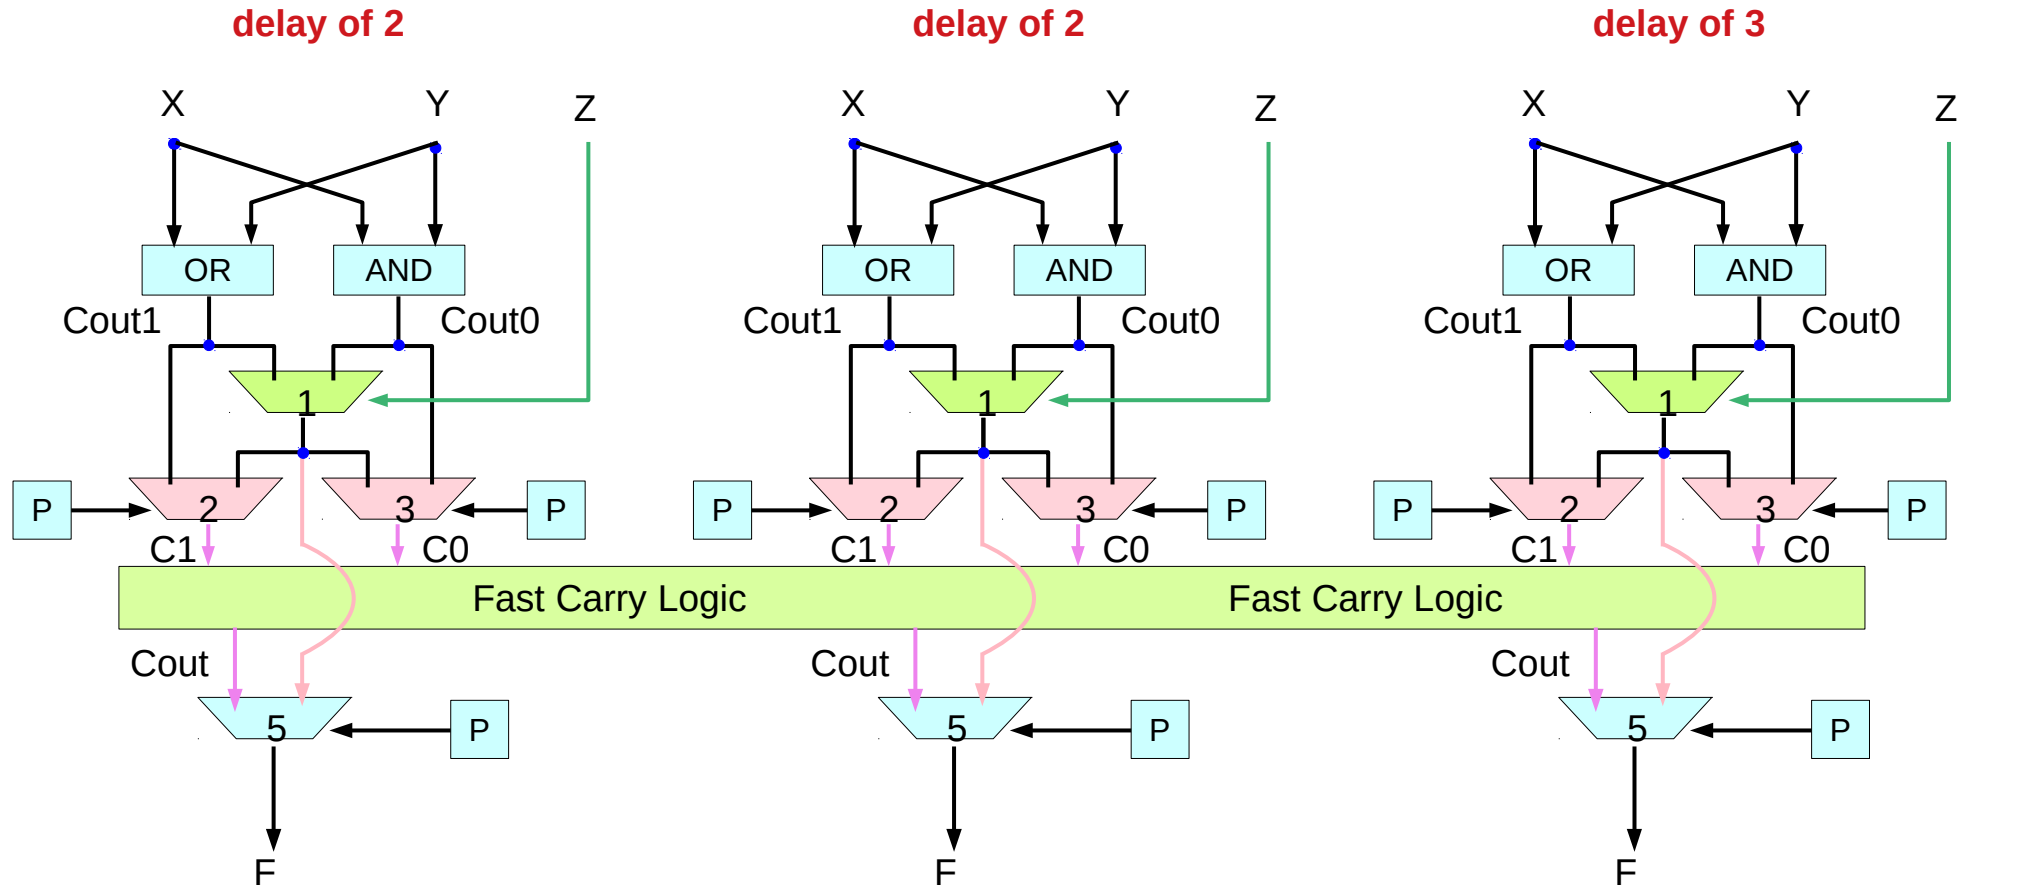 delay of 2 delay of 2 delay of 3
X Y Z X Y Z X Y Z
OR AND OR AND OR AND
Cout1 Cout0 Cout1 Cout0 Cout1 Cout0
1 1 1
P 2 3 P P 2 3 P P 2 3 P
C1 C0 C1 C0 C1 C0
Fast Carry Logic Fast Carry Logic
Cout Cout Cout
5 P 5 P 5 P
F F F